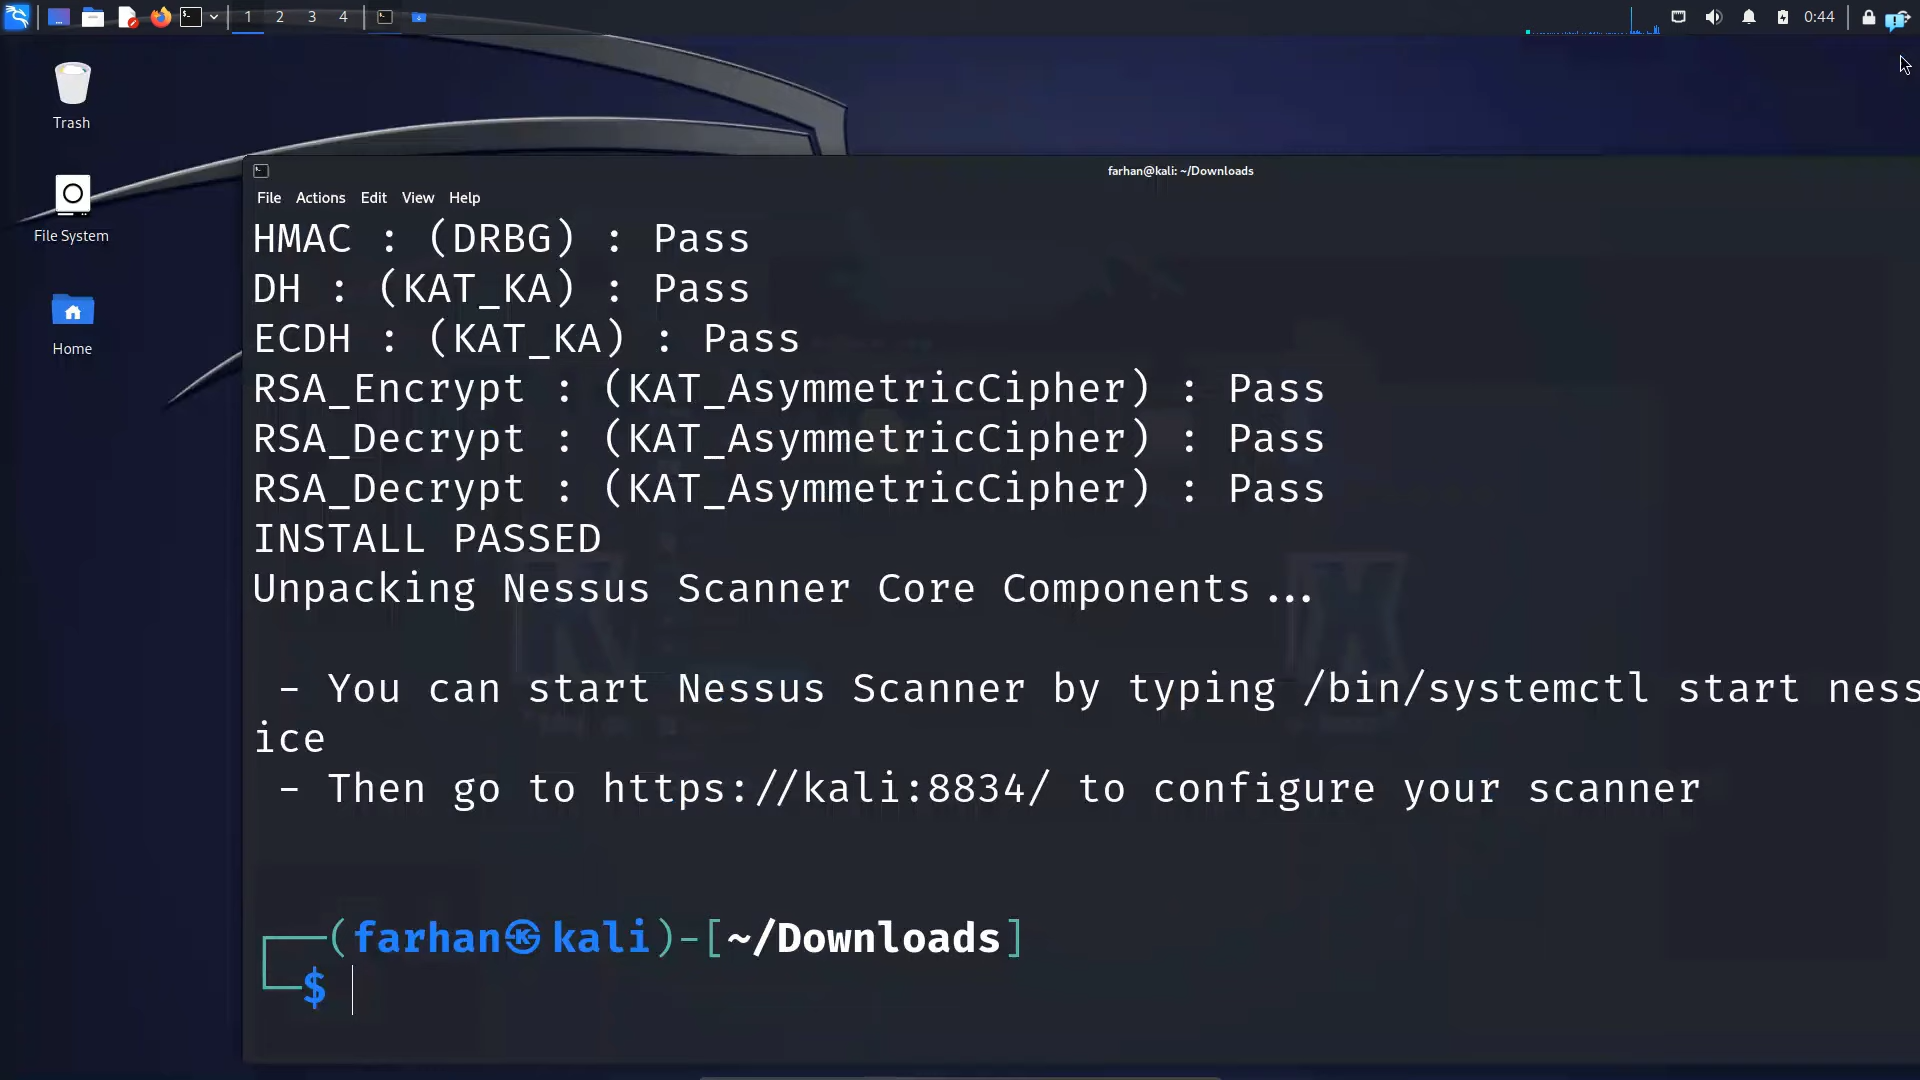 1 2 3 4 0:44
Trash
File System
Home
farhan@kali: ~/Downloads
File Actions Edit View Help
HMAC : (DRBG) : Pass
DH : (KAT_KA) : Pass
ECDH : (KAT_KA) : Pass
RSA_Encrypt : (KAT_AsymmetricCipher) : Pass
RSA_Decrypt : (KAT_AsymmetricCipher) : Pass
RSA_Decrypt : (KAT_AsymmetricCipher) : Pass
INSTALL PASSED
Unpacking Nessus Scanner Core Components...
- You can start Nessus Scanner by typing /bin/systemctl start ness
ice
- Then go to https://kali:8834/ to configure your scanner
(farhan㉿kali)-[~/Downloads]
$